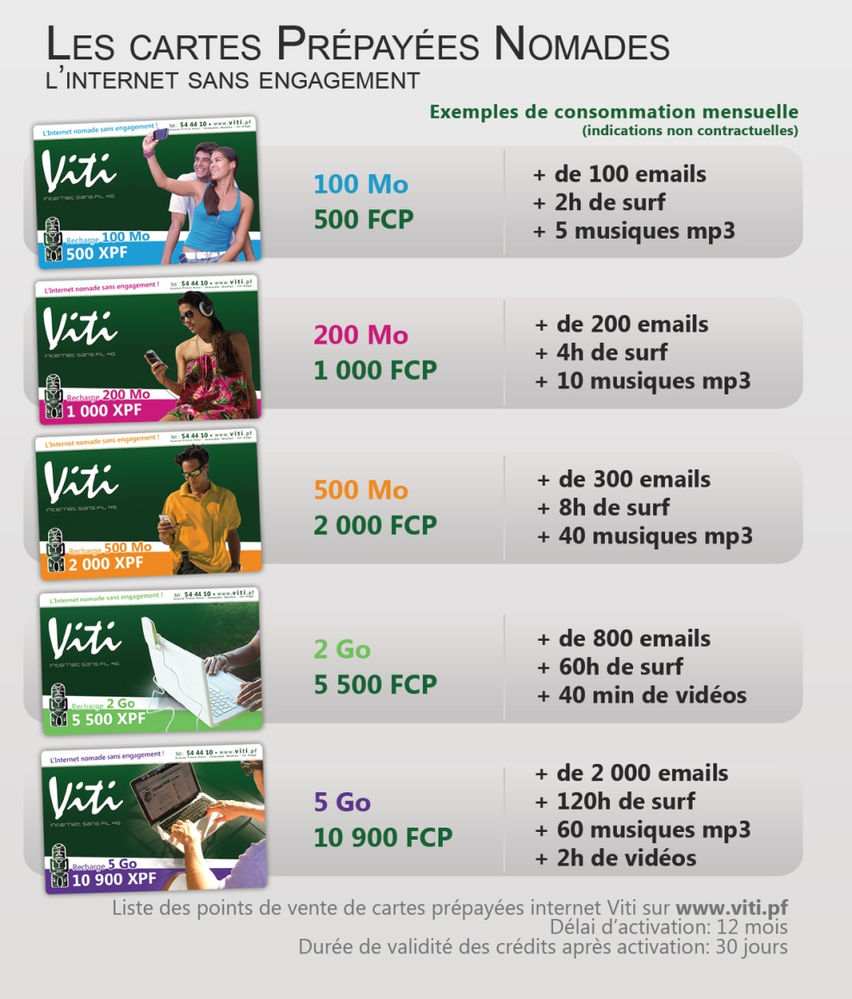 LES CARTES PRÉPAYÉES NOMADES
L'INTERNET SANS ENGAGEMENT
Exemples de consommation mensuelle
(indications non contractuelles)
L'Internet nomade sans engagement !
Tél : 54 44 10 • www.viti.pf
Viti
internet sans fil 4G
Recharge 100 Mo
500 XPF
100 Mo
500 FCP
+ de 100 emails
+ 2h de surf
+ 5 musiques mp3
L'Internet nomade sans engagement !
Tél : 54 44 10 • www.viti.pf
Viti
internet sans fil 4G
Recharge 200 Mo
1 000 XPF
200 Mo
1 000 FCP
+ de 200 emails
+ 4h de surf
+ 10 musiques mp3
L'Internet nomade sans engagement !
Tél : 54 44 10 • www.viti.pf
Viti
internet sans fil 4G
Recharge 500 Mo
2 000 XPF
500 Mo
2 000 FCP
+ de 300 emails
+ 8h de surf
+ 40 musiques mp3
L'Internet nomade sans engagement !
Tél : 54 44 10 • www.viti.pf
Viti
internet sans fil 4G
Recharge 2 Go
5 500 XPF
2 Go
5 500 FCP
+ de 800 emails
+ 60h de surf
+ 40 min de vidéos
L'Internet nomade sans engagement !
Tél : 54 44 10 • www.viti.pf
Viti
internet sans fil 4G
Recharge 5 Go
10 900 XPF
5 Go
10 900 FCP
+ de 2 000 emails
+ 120h de surf
+ 60 musiques mp3
+ 2h de vidéos
Liste des points de vente de cartes prépayées internet Viti sur www.viti.pf
Délai d'activation: 12 mois
Durée de validité des crédits après activation: 30 jours